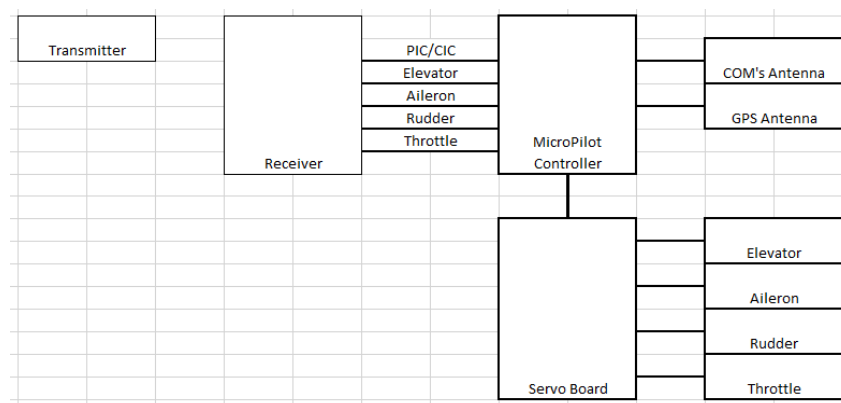 Transmitter
Receiver
PIC/CIC
Elevator
Aileron
Rudder
Throttle
MicroPilot
Controller
COM's Antenna
GPS Antenna
Servo Board
Elevator
Aileron
Rudder
Throttle